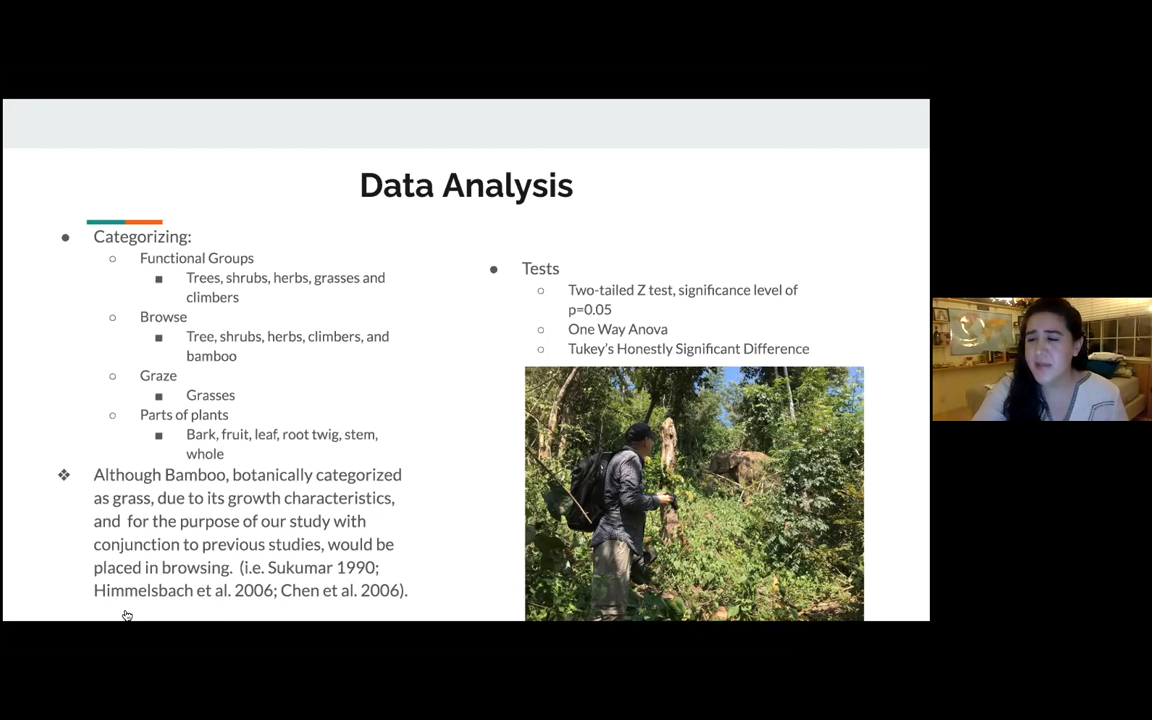 Data Analysis
Categorizing:
Functional Groups
Trees, shrubs, herbs, grasses and
climbers
Browse
Tree, shrubs, herbs, climbers, and
bamboo
Graze
Grasses
Parts of plants
Bark, fruit, leaf, root twig, stem,
whole
Although Bamboo, botanically categorized
as grass, due to its growth characteristics,
and for the purpose of our study with
conjunction to previous studies, would be
placed in browsing. (i.e. Sukumar 1990;
Himmelsbach et al. 2006; Chen et al. 2006).
Tests
Two-tailed Z test, significance level of
p=0.05
One Way Anova
Tukey's Honestly Significant Difference